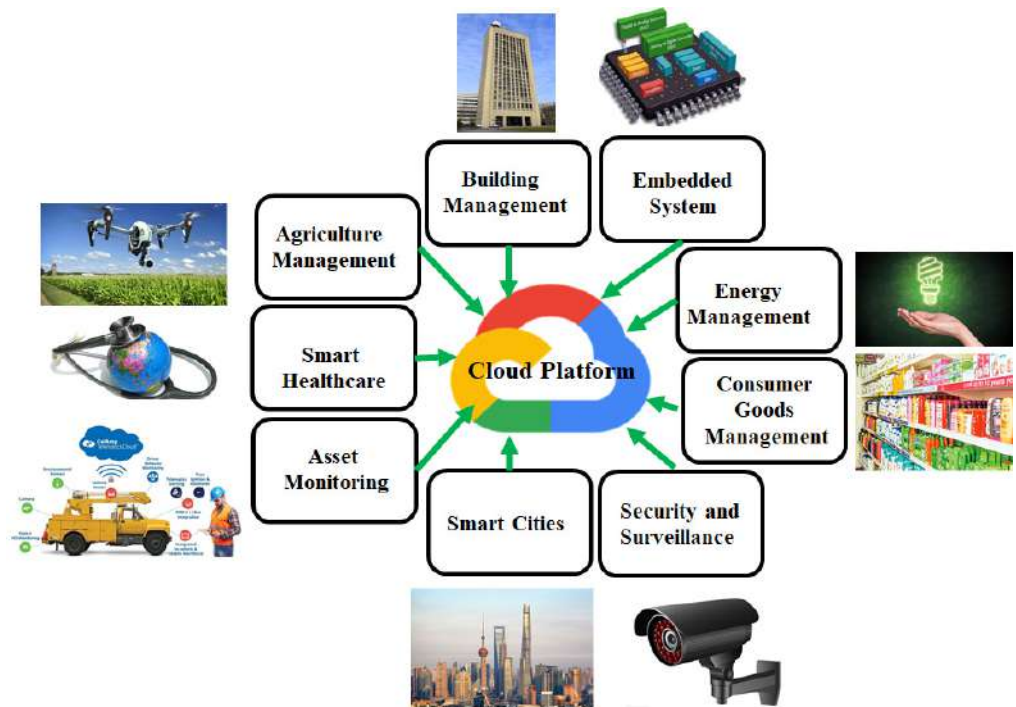 Building
Management
Embedded
System
Agriculture
Management
Energy
Management
Smart
Healthcare
Cloud Platform
Consumer
Goods
Management
Asset
Monitoring
Smart Cities
Security and
Surveillance
Camera